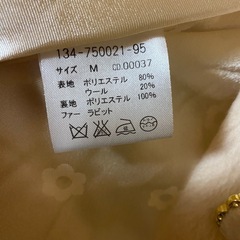 134-750021-95
サイズ M CD.00037
表地 ポリエステル 80%
ウール 20%
裏地 ポリエステル 100%
ファー ラビット